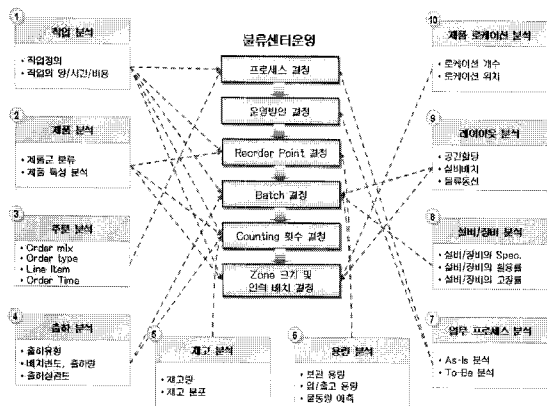 물류센터운영
프로세스 결정
운영방안 결정
Reorder Point 결정
Batch 결정
Counting 횟수 결정
Zone 크기 및
인력 배치 결정
1
작업 분석
• 작업정의
• 작업의 양/시간/비용
2
제품 분석
• 제품군 분류
• 제품 특성 분석
3
주문 분석
• Order mix
• Order type
• Line Item
• Order Time
4
출하 분석
• 출하유형
• 배차빈도, 출하량
• 출하실권도
5
재고 분석
• 재고량
• 재고 분포
6
용량 분석
• 보관 용량
• 입/출고 용량
• 물동량 예측
7
업무 프로세스 분석
• As-Is 분석
• To-Be 분석
8
설비/장비 분석
• 설비/장비의 Spec.
• 설비/장비의 활용률
• 설비/장비의 고장률
9
레이아웃 분석
• 공간할당
• 설비배치
• 물류동선
10
제품 로케이션 분석
• 로케이션 개수
• 로케이션 위치